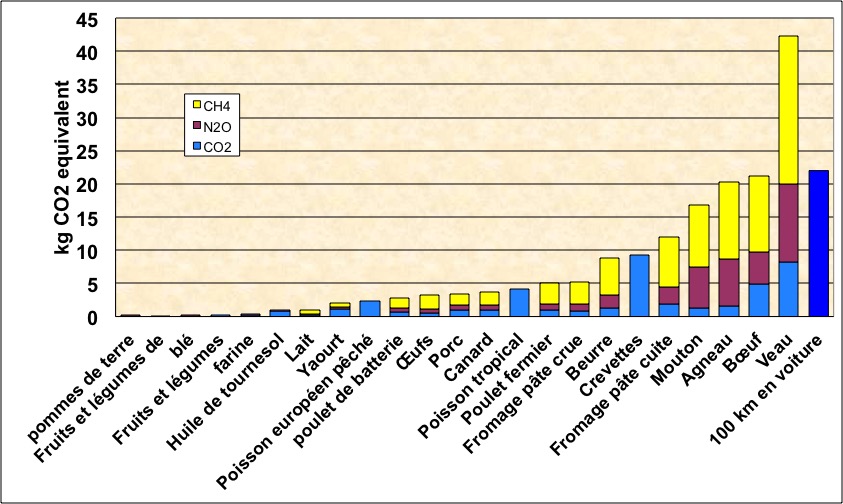 45
40
35
30
25
20
15
10
5
0
kg CO2 equivalent
CH4
N2O
CO2
pommes de terre
Fruits et légumes de
blé
Fruits et légumes
farine
Huile de tournesol
Lait
Yaourt
Poisson européen pêché
poulet de batterie
Œufs
Porc
Canard
Poisson tropical
Poulet fermier
Fromage pâte crue
Beurre
Crevettes
Fromage pâte cuite
Mouton
Agneau
Bœuf
Veau
100 km en voiture